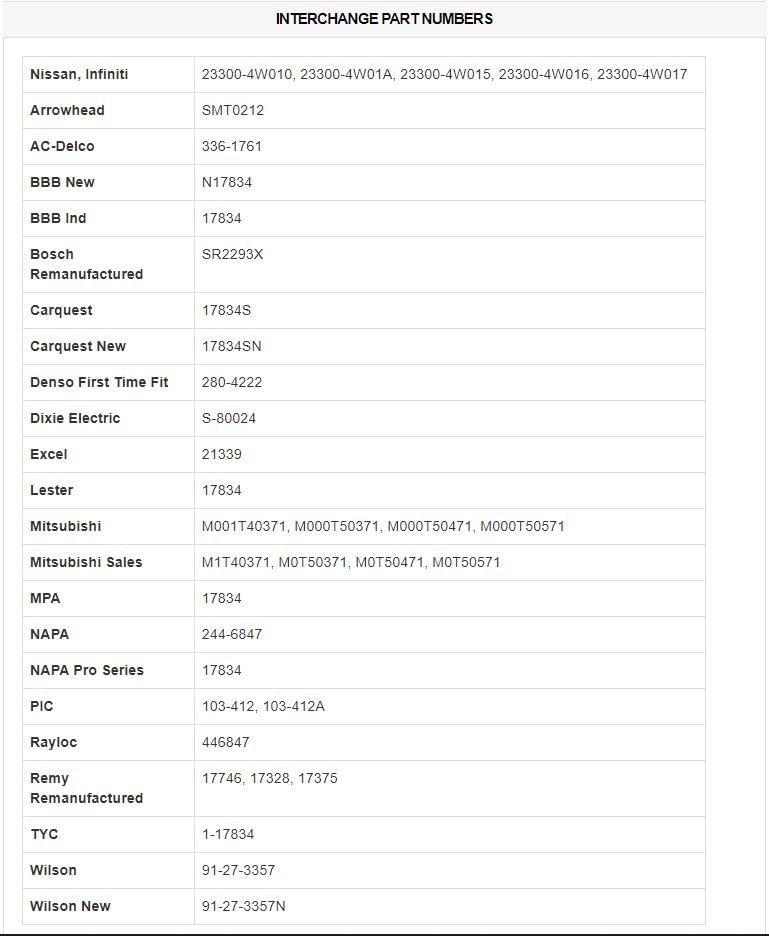 INTERCHANGE PART NUMBERS
Nissan, Infiniti 23300-4W010, 23300-4W01A, 23300-4W015, 23300-4W016, 23300-4W017
Arrowhead SMT0212
AC-Delco 336-1761
BBB New N17834
BBB Ind 17834
Bosch SR2293X
Remanufactured
Carquest 17834S
Carquest New 17834SN
Denso First Time Fit 280-4222
Dixie Electric S-80024
Excel 21339
Lester 17834
Mitsubishi M001T40371, M000T50371, M000T50471, M000T50571
Mitsubishi Sales M1T40371, M0T50371, M0T50471, M0T50571
MPA 17834
NAPA 244-6847
NAPA Pro Series 17834
PIC 103-412, 103-412A
Rayloc 446847
Remy 17746, 17328, 17375
Remanufactured
TYC 1-17834
Wilson 91-27-3357
Wilson New 91-27-3357N